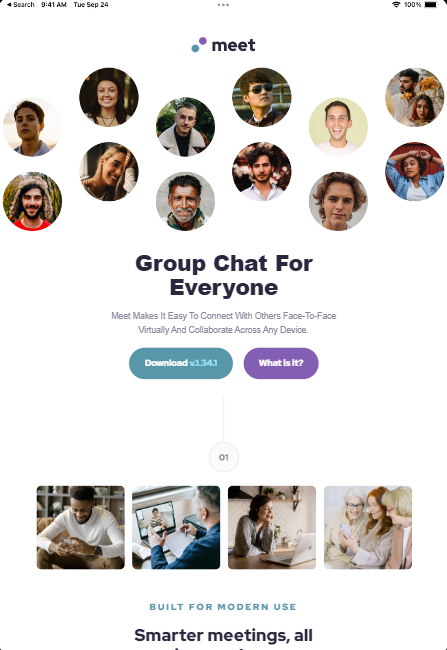 Search 9:41 AM Tue Sep 24 100%
meet
Group Chat For
Everyone
Meet Makes It Easy To Connect With Others Face-To-Face
Virtually And Collaborate Across Any Device.
Download v.1.34.1 What is it?
01
BUILT FOR MODERN USE
Smarter meetings, all